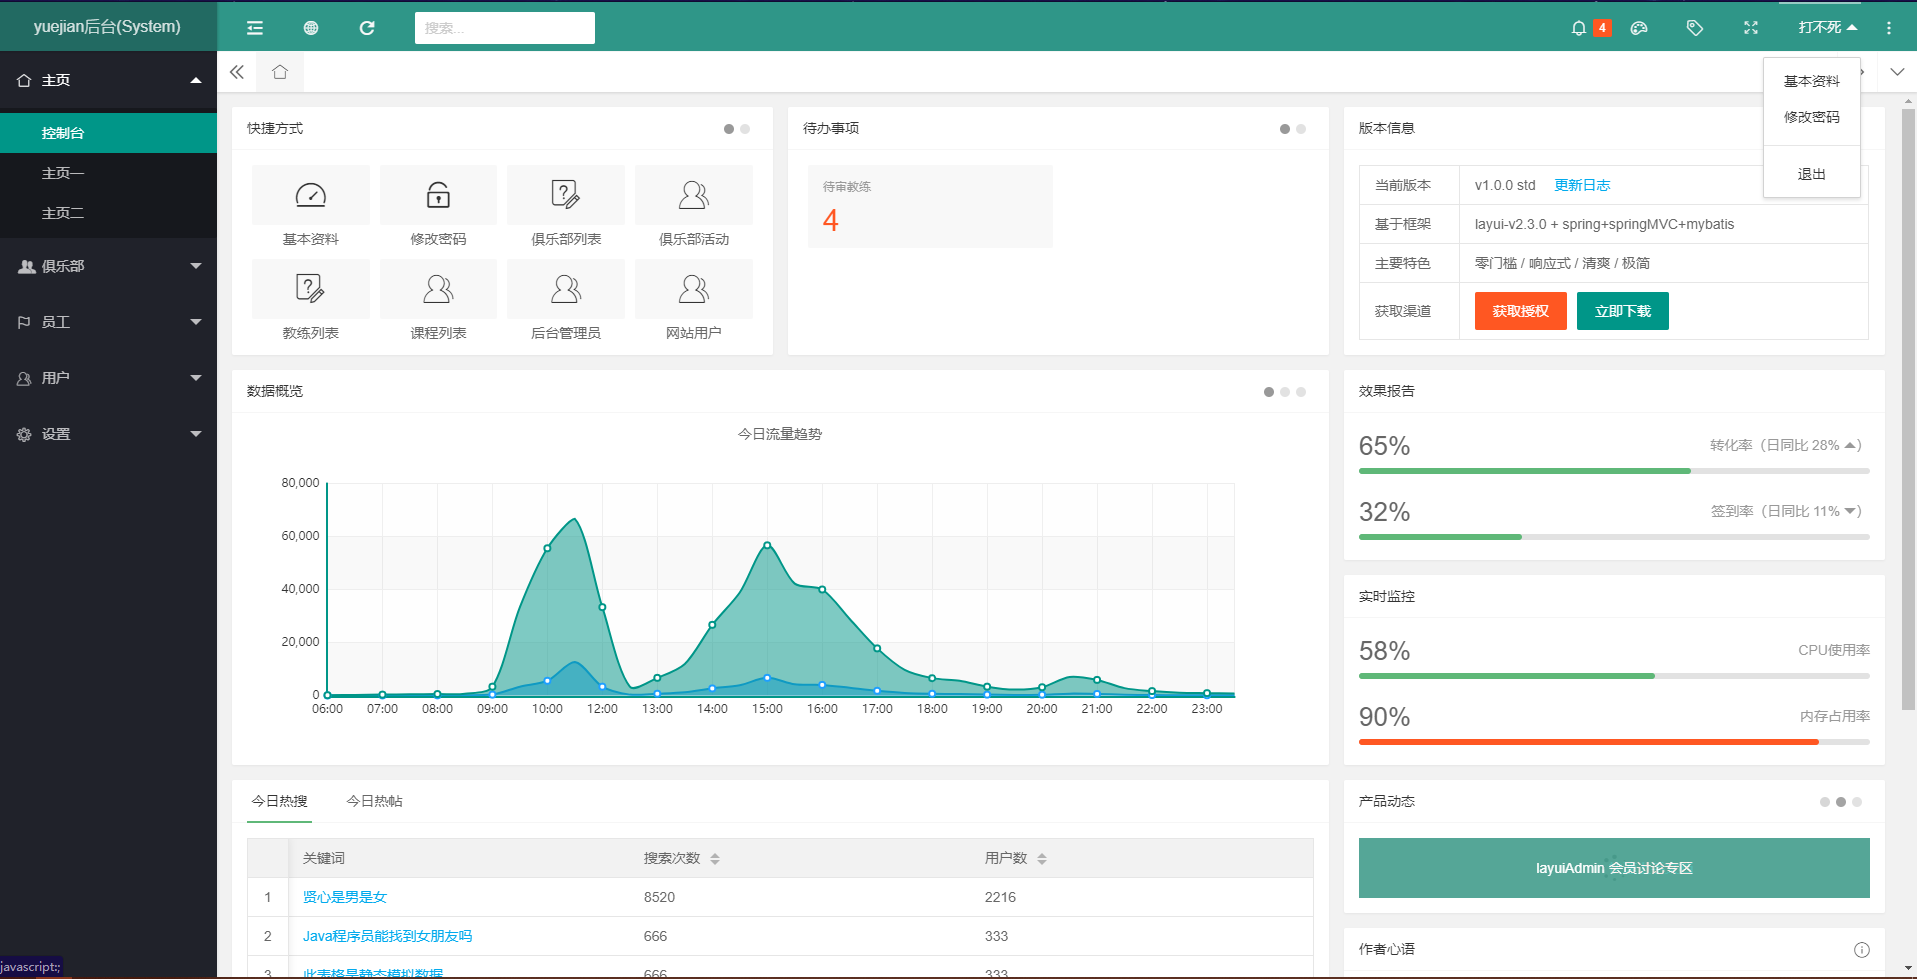 yuejian后台(System)
搜索...
4
打不死
主页
控制台
主页一
主页二
俱乐部
员工
用户
设置
基本资料
修改密码
退出
快捷方式
基本资料
修改密码
俱乐部列表
俱乐部活动
教练列表
课程列表
后台管理员
网站用户
待办事项
待审教练
4
版本信息
当前版本 v1.0.0 std 更新日志
基于框架 layui-v2.3.0 + spring+springMVC+mybatis
主要特色 零门槛 / 响应式 / 清爽 / 极简
获取渠道 获取授权 立即下载
数据概览
今日流量趋势
80,000
60,000
40,000
20,000
0
06:00 07:00 08:00 09:00 10:00 12:00 13:00 14:00 15:00 16:00 17:00 18:00 19:00 20:00 21:00 22:00 23:00
效果报告
65% 转化率（日同比 28% ）
32% 签到率（日同比 11% ）
实时监控
58% CPU使用率
90% 内存占用率
今日热搜 今日热帖
关键词 搜索次数 用户数
1 贤心是男是女 8520 2216
2 Java程序员能找到女朋友吗 666 333
3 此表格是静态模拟数据 666 333
产品动态
layuiAdmin 会员讨论专区
作者心语
javascript:;